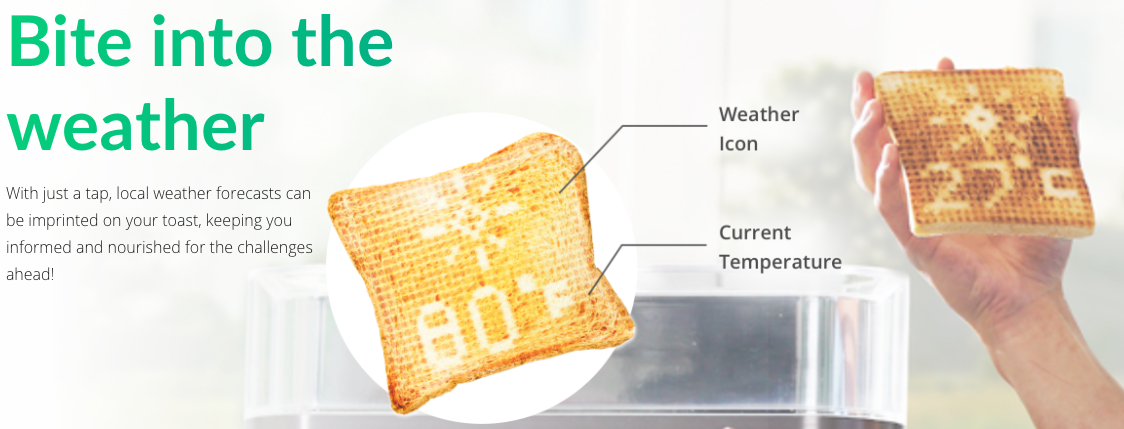 Bite into the
weather
With just a tap, local weather forecasts can
be imprinted on your toast, keeping you
informed and nourished for the challenges
ahead!
Weather
Icon
Current
Temperature
80°F
27°C